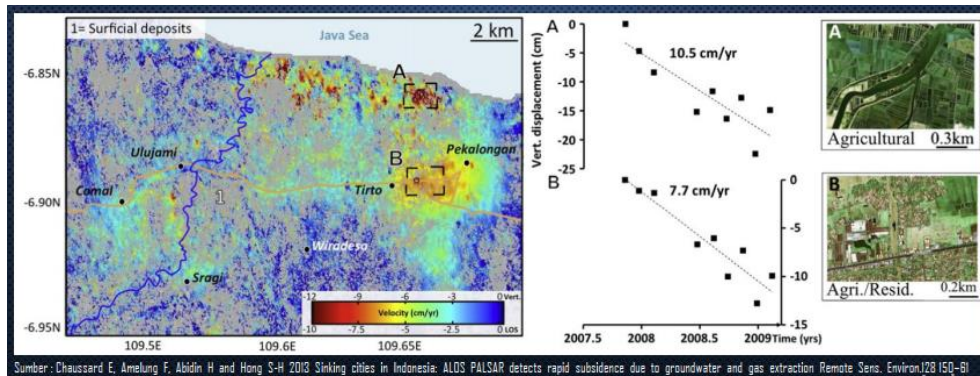 1= Surficial deposits
Java Sea
2 km
-6.85N
-6.90N
-6.95N
A
B
Ulujami
Comal
1
Tirto
Pekalongan
Wiradesa
Sragi
-12 -9 -6 -3 0 Vert.
Velocity (cm/yr)
-10 -7.5 -5 -2.5 0 LOS
109.5E 109.6E 109.65E
A
Vert. displacement (cm)
0
-5
-10
-15
-20
-25
10.5 cm/yr
B
7.7 cm/yr
0
-5
-10
-15
2007.5 2008 2008.5 2009 Time (yrs)
A
Agricultural 0.3km
B
Agri./Resid. 0.2km
Sumber : Chaussard E, Amelung F, Abidin H and Hong S-H 2013 Sinking cities in Indonesia: ALOS PALSAR detects rapid subsidence due to groundwater and gas extraction Remote Sens. Environ.128 150–61